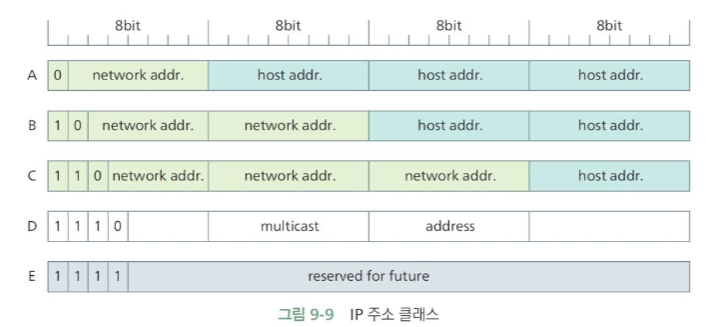 8bit 8bit 8bit 8bit
A 0 network addr. host addr. host addr. host addr.
B 1 0 network addr. network addr. host addr. host addr.
C 1 1 0 network addr. network addr. network addr. host addr.
D 1 1 1 0 multicast address
E 1 1 1 1 reserved for future
그림 9-9 IP 주소 클래스